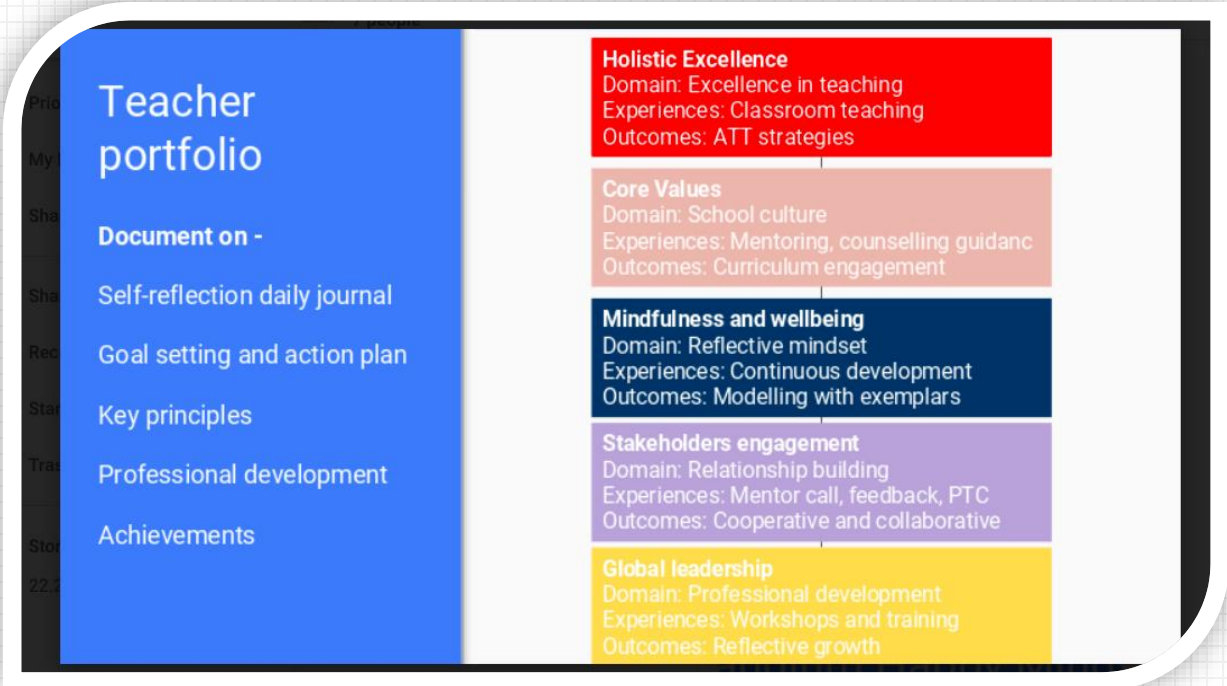 7 people
Teacher
portfolio
Document on -
Self-reflection daily journal
Goal setting and action plan
Key principles
Professional development
Achievements
Holistic Excellence
Domain: Excellence in teaching
Experiences: Classroom teaching
Outcomes: ATT strategies
Core Values
Domain: School culture
Experiences: Mentoring, counselling guidanc
Outcomes: Curriculum engagement
Mindfulness and wellbeing
Domain: Reflective mindset
Experiences: Continuous development
Outcomes: Modelling with exemplars
Stakeholders engagement
Domain: Relationship building
Experiences: Mentor call, feedback, PTC
Outcomes: Cooperative and collaborative
Global leadership
Domain: Professional development
Experiences: Workshops and training
Outcomes: Reflective growth